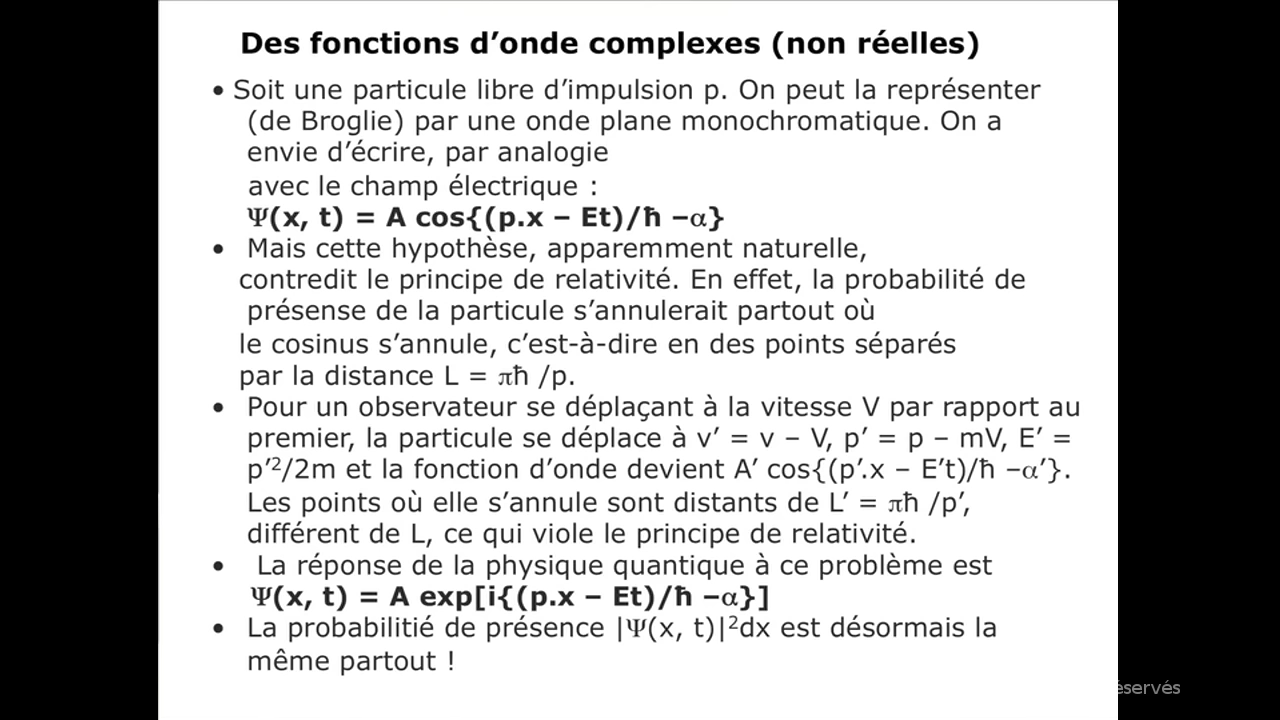 Des fonctions d’onde complexes (non réelles)
• Soit une particule libre d’impulsion p. On peut la représenter
(de Broglie) par une onde plane monochromatique. On a
envie d’écrire, par analogie
avec le champ électrique :
Ψ(x, t) = A cos{(p.x – Et)/ħ –α}
• Mais cette hypothèse, apparemment naturelle,
contredit le principe de relativité. En effet, la probabilité de
présense de la particule s’annulerait partout où
le cosinus s’annule, c’est-à-dire en des points séparés
par la distance L = πħ /p.
• Pour un observateur se déplaçant à la vitesse V par rapport au
premier, la particule se déplace à v’ = v – V, p’ = p – mV, E’ =
p’²/2m et la fonction d’onde devient A’ cos{(p’.x – E’t)/ħ –α’}.
Les points où elle s’annule sont distants de L’ = πħ /p’,
différent de L, ce qui viole le principe de relativité.
• La réponse de la physique quantique à ce problème est
Ψ(x, t) = A exp[i{(p.x – Et)/ħ –α}]
• La probabilitié de présence |Ψ(x, t)|²dx est désormais la
même partout !